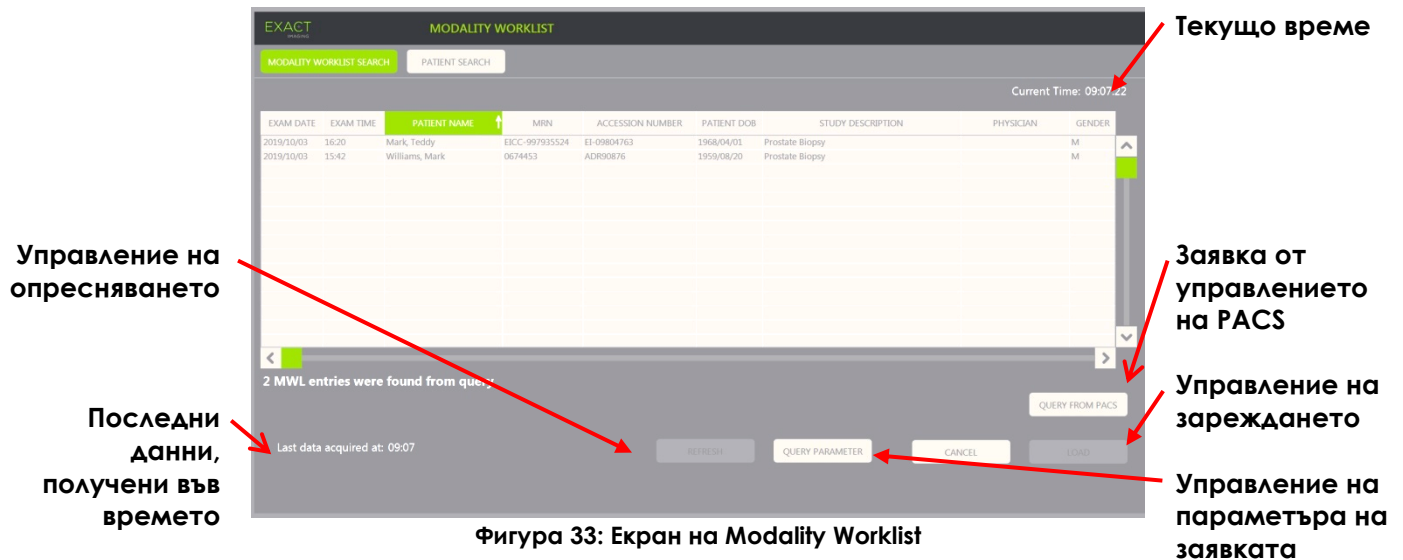 EXACT
IMAGING
MODALITY WORKLIST
Текущо време
MODALITY WORKLIST SEARCH
PATIENT SEARCH
Current Time: 09:07:22
EXAM DATE EXAM TIME PATIENT NAME MRN ACCESSION NUMBER PATIENT DOB STUDY DESCRIPTION PHYSICIAN GENDER
2019/10/03 16:20 Mark, Teddy EICC-997935524 EI-09804763 1968/04/01 Prostate Biopsy M
2019/10/03 15:42 Williams, Mark 0674453 ADR90876 1959/08/20 Prostate Biopsy M
Управление на
опресняването
Заявка от
управлението
на PACS
2 MWL entries were found from query
QUERY FROM PACS
Управление на
зареждането
Последни
данни,
получени във
времето
Last data acquired at: 09:07
REFRESH
QUERY PARAMETER
CANCEL
LOAD
Управление на
параметъра на
заявката
Фигура 33: Екран на Modality Worklist